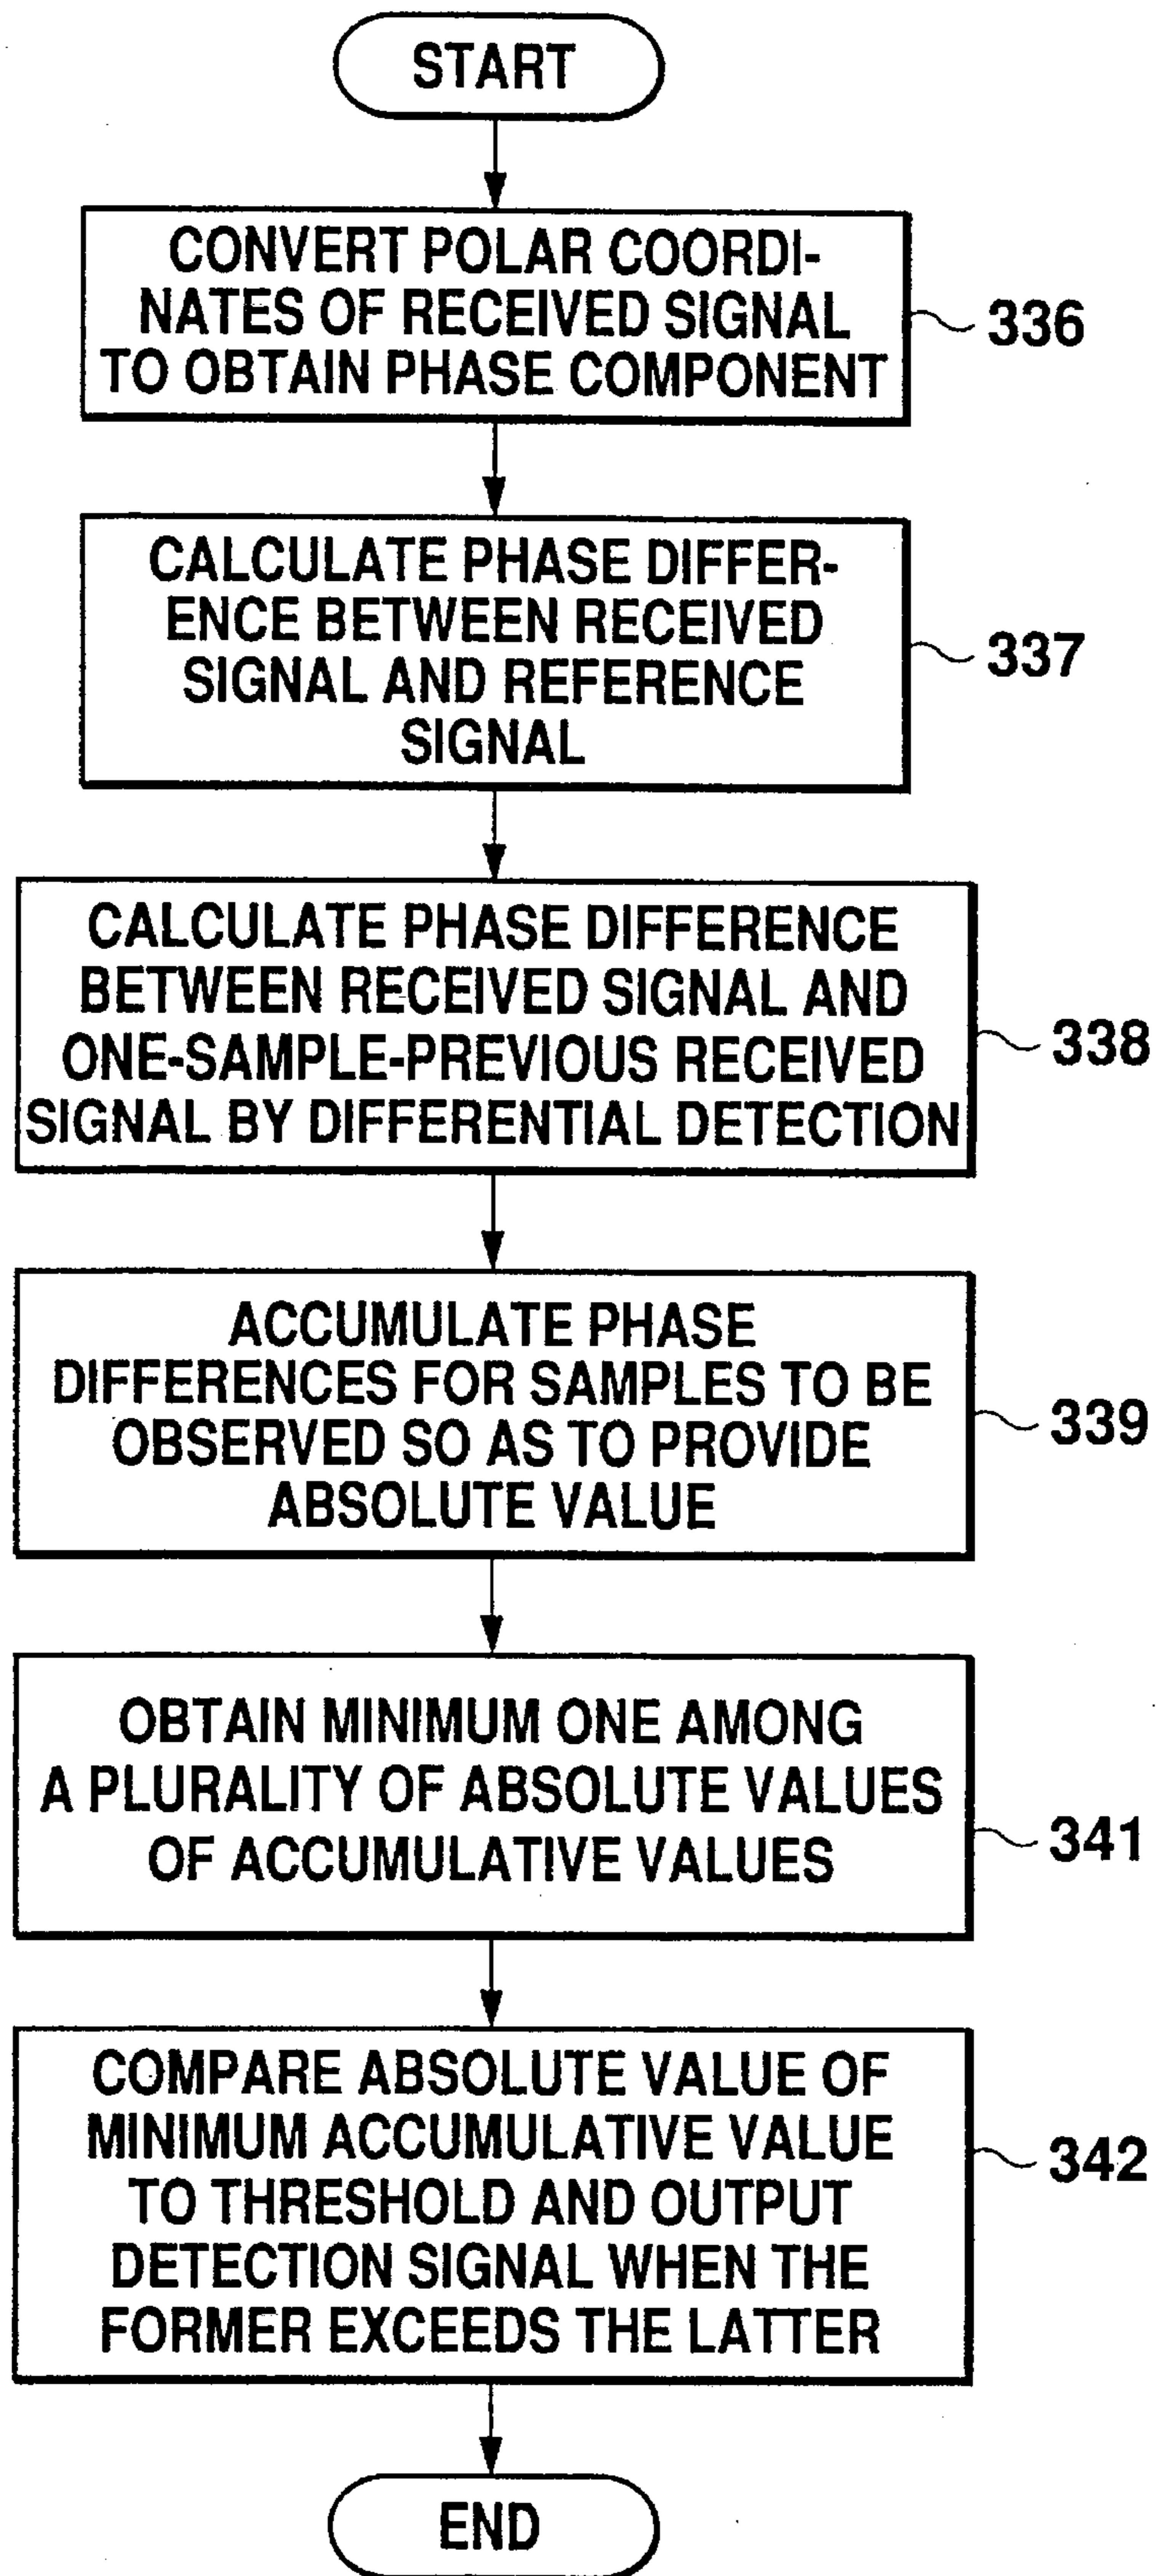 START
CONVERT POLAR COORDI-
NATES OF RECEIVED SIGNAL
TO OBTAIN PHASE COMPONENT
336
CALCULATE PHASE DIFFER-
ENCE BETWEEN RECEIVED
SIGNAL AND REFERENCE
SIGNAL
337
CALCULATE PHASE DIFFERENCE
BETWEEN RECEIVED SIGNAL AND
ONE-SAMPLE-PREVIOUS RECEIVED
SIGNAL BY DIFFERENTIAL DETECTION
338
ACCUMULATE PHASE
DIFFERENCES FOR SAMPLES TO BE
OBSERVED SO AS TO PROVIDE
ABSOLUTE VALUE
339
OBTAIN MINIMUM ONE AMONG
A PLURALITY OF ABSOLUTE VALUES
OF ACCUMULATIVE VALUES
341
COMPARE ABSOLUTE VALUE OF
MINIMUM ACCUMULATIVE VALUE
TO THRESHOLD AND OUTPUT
DETECTION SIGNAL WHEN THE
FORMER EXCEEDS THE LATTER
342
END